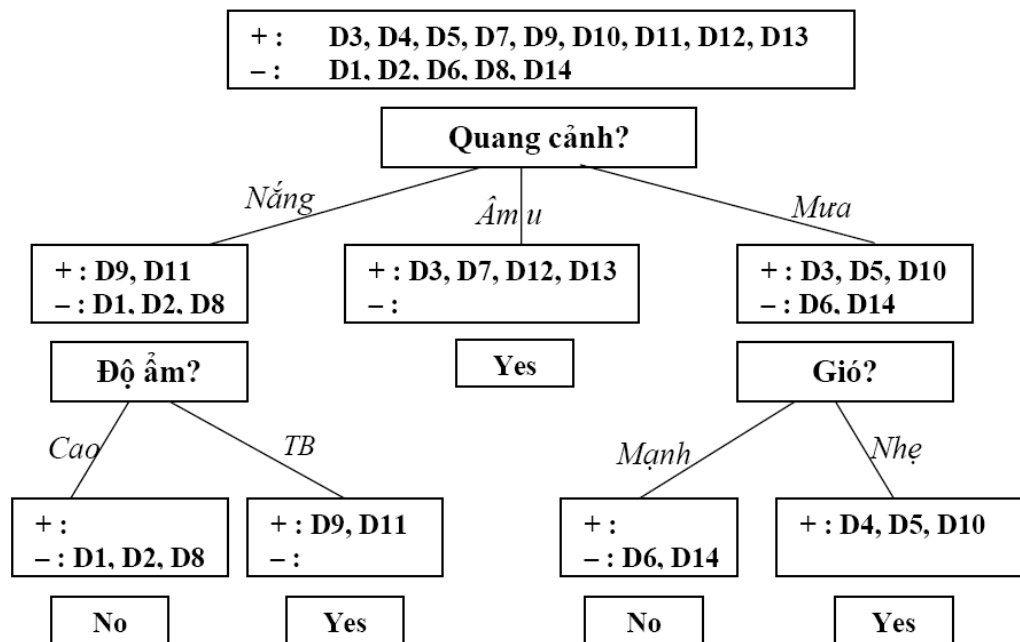 + : D3, D4, D5, D7, D9, D10, D11, D12, D13
– : D1, D2, D6, D8, D14
Quang cảnh?
Nắng
Âm u
Mưa
+ : D9, D11
– : D1, D2, D8
+ : D3, D7, D12, D13
– :
+ : D3, D5, D10
– : D6, D14
Độ ẩm?
Yes
Gió?
Cao
TB
Mạnh
Nhẹ
+ :
– : D1, D2, D8
+ : D9, D11
– :
+ :
– : D6, D14
+ : D4, D5, D10
No
Yes
No
Yes